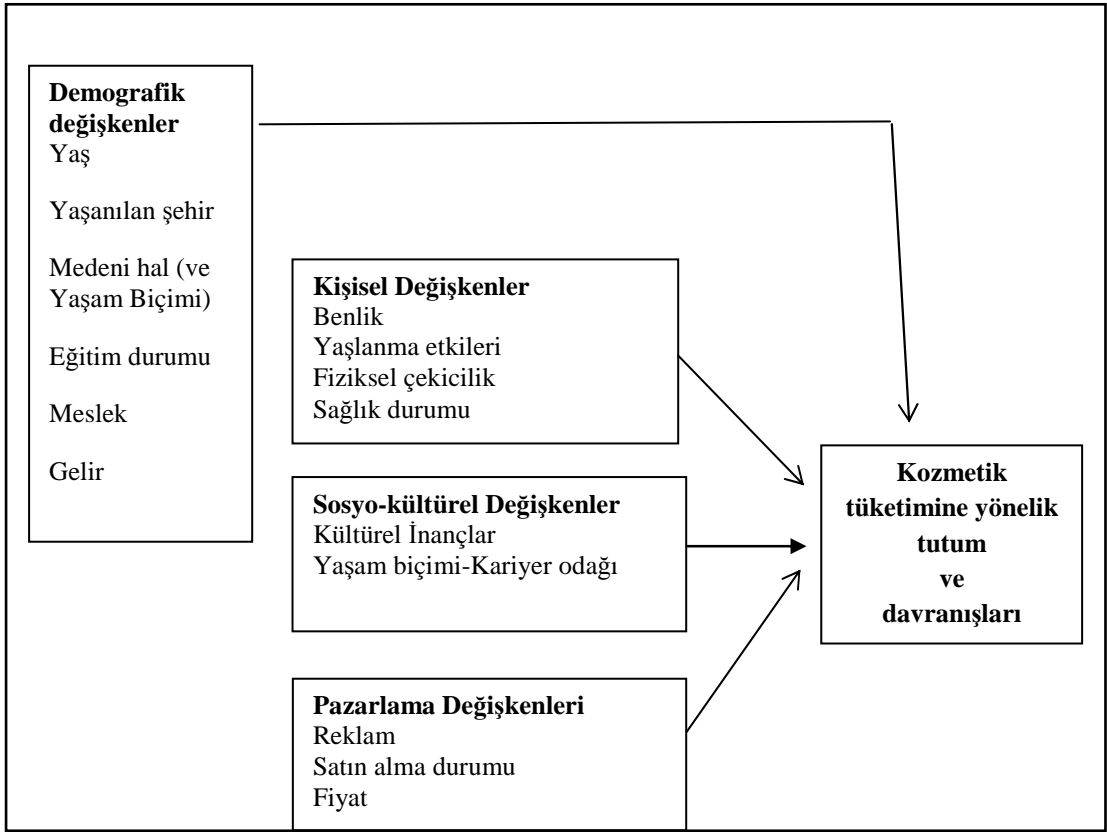 Demografik
değişkenler
Yaş
Yaşanılan şehir
Medeni hal (ve
Yaşam Biçimi)
Eğitim durumu
Meslek
Gelir
Kişisel Değişkenler
Benlik
Yaşlanma etkileri
Fiziksel çekicilik
Sağlık durumu
Sosyo-kültürel Değişkenler
Kültürel İnançlar
Yaşam biçimi-Kariyer odağı
Pazarlama Değişkenleri
Reklam
Satın alma durumu
Fiyat
Kozmetik
tüketimine yönelik
tutum
ve
davranışları